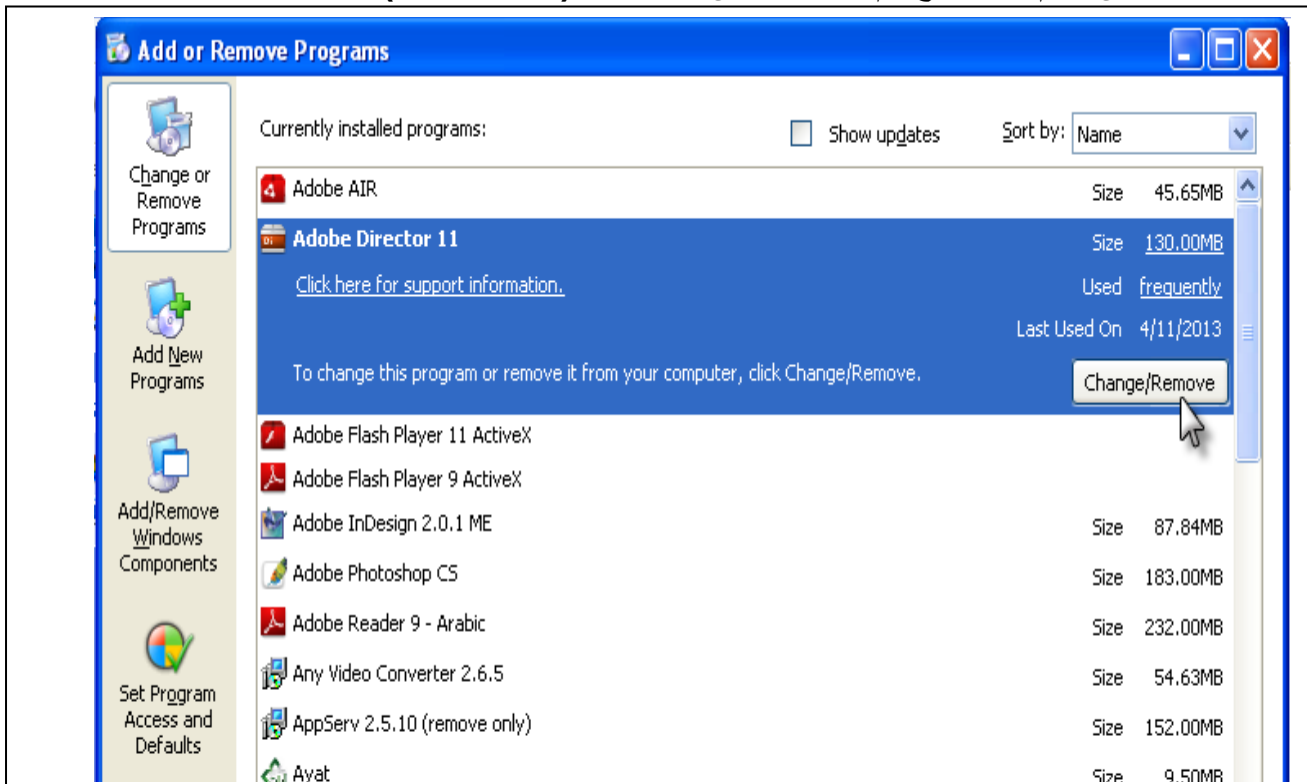 Add or Remove Programs
Change or
Remove
Programs
Add New
Programs
Add/Remove
Windows
Components
Set Program
Access and
Defaults
Currently installed programs:
Show updates
Sort by: Name
Adobe AIR Size 45.65MB
Adobe Director 11 Size 130.00MB
Click here for support information. Used frequently
Last Used On 4/11/2013
To change this program or remove it from your computer, click Change/Remove. Change/Remove
Adobe Flash Player 11 ActiveX
Adobe Flash Player 9 ActiveX
Adobe InDesign 2.0.1 ME Size 87.84MB
Adobe Photoshop CS Size 183.00MB
Adobe Reader 9 - Arabic Size 232.00MB
Any Video Converter 2.6.5 Size 54.63MB
AppServ 2.5.10 (remove only) Size 152.00MB
Ayat Size 9.50MB